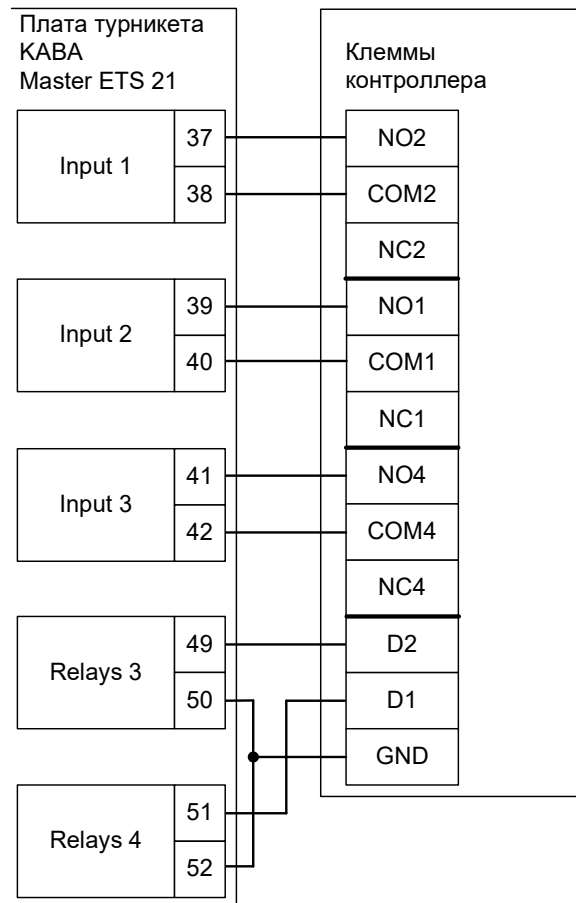 Плата турникета
KABA
Master ETS 21
Клеммы
контроллера
Input 1
37
38
NO2
COM2
NC2
Input 2
39
40
NO1
COM1
NC1
Input 3
41
42
NO4
COM4
NC4
Relays 3
49
50
D2
D1
GND
Relays 4
51
52